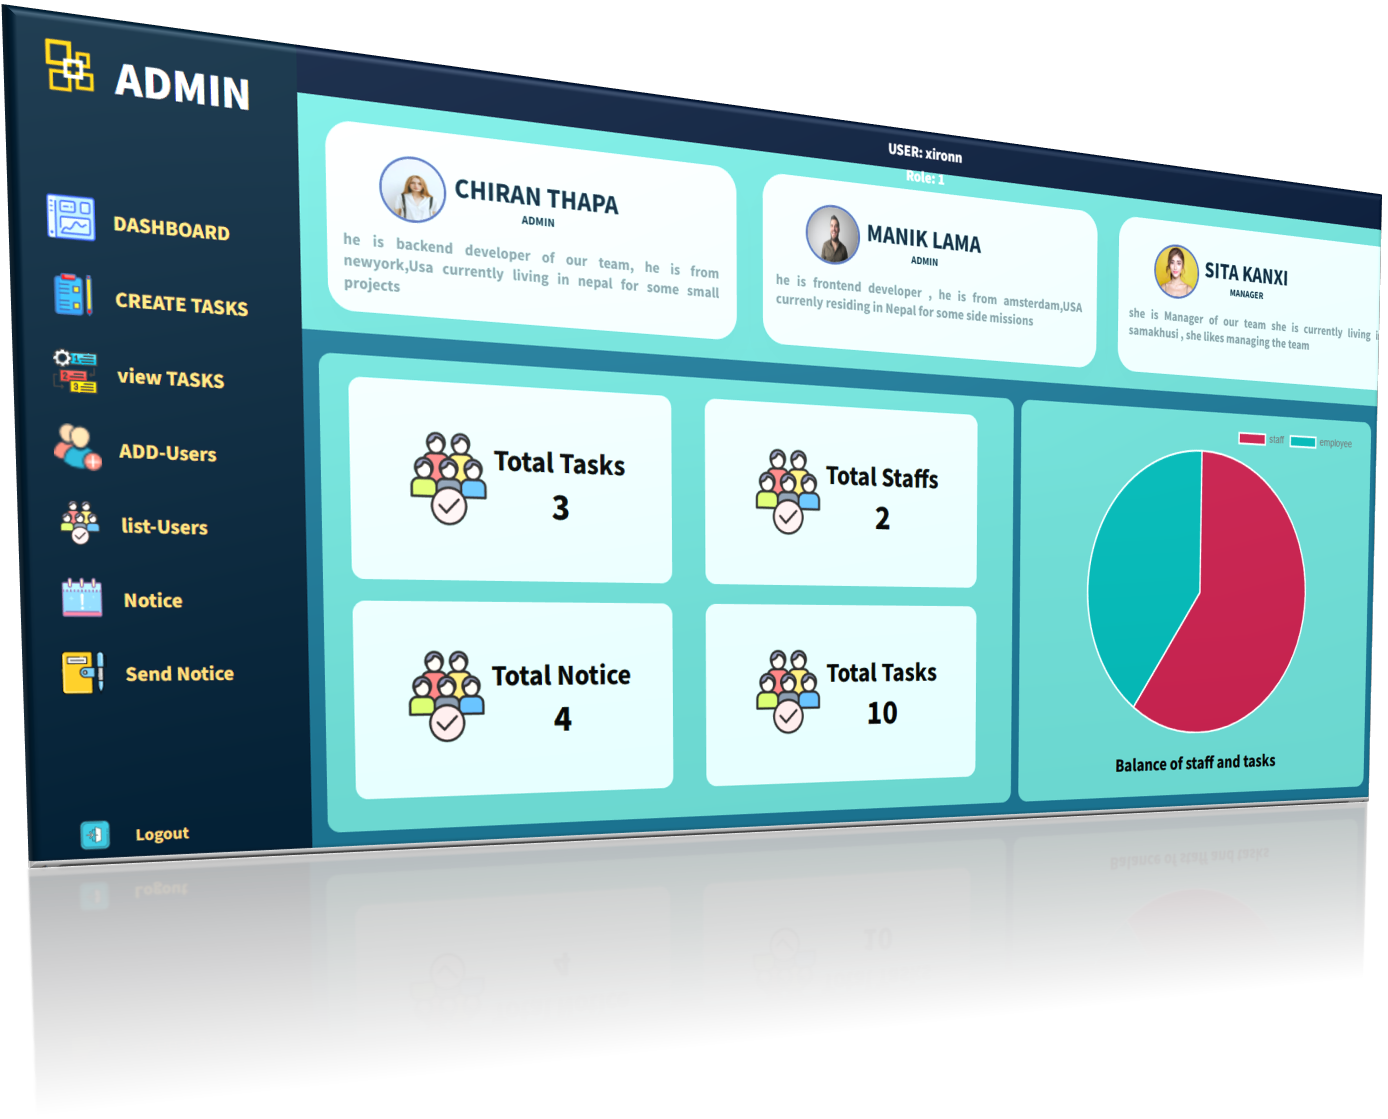 ADMIN
DASHBOARD
CREATE TASKS
view TASKS
ADD-Users
list-Users
Notice
Send Notice
Logout
USER: xironn
Role: 1
CHIRAN THAPA
ADMIN
he is backend developer of our team, he is from
newyork,Usa currently living in nepal for some small
projects
MANIK LAMA
ADMIN
he is frontend developer , he is from amsterdam,USA
currently residing in Nepal for some side missions
SITA KANXI
MANAGER
she is Manager of our team she is currently living
samakhusi , she likes managing the team
Total Tasks
3
Total Staffs
2
Total Notice
4
Total Tasks
10
staff employee
Balance of staff and tasks